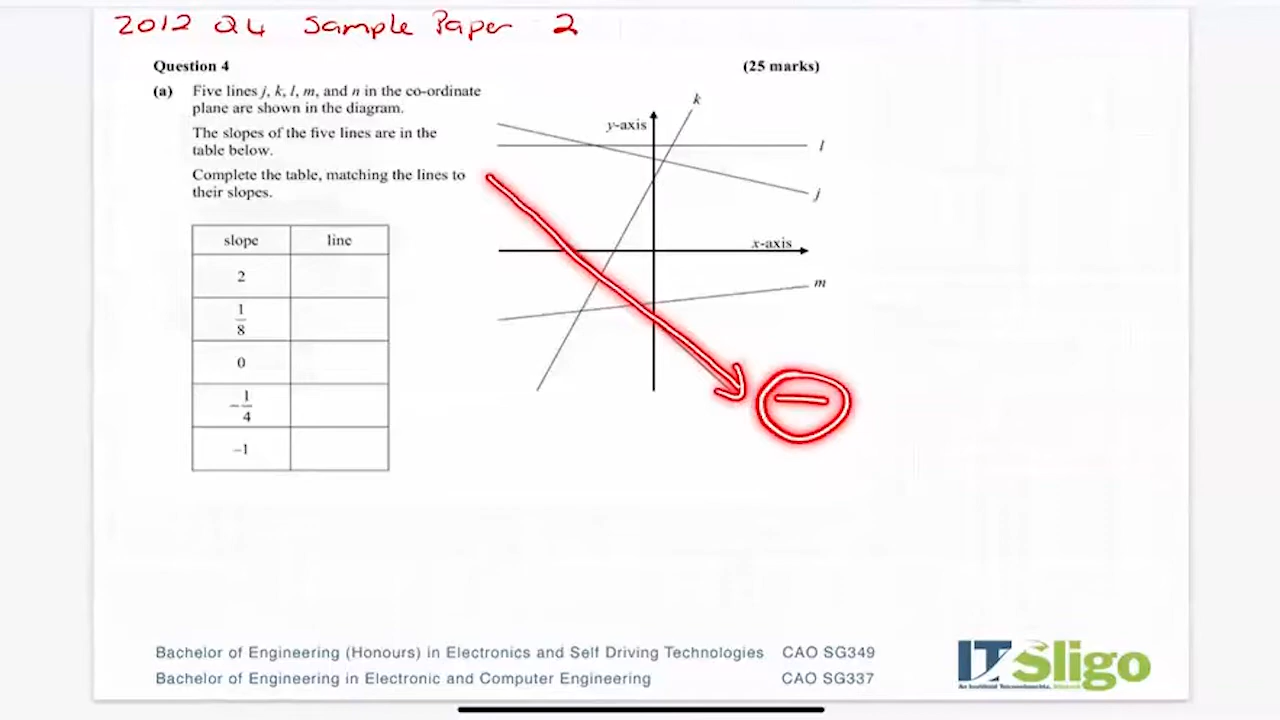 2012 Q4 Sample Paper 2
Question 4 (25 marks)
(a) Five lines j, k, l, m, and n in the co-ordinate
plane are shown in the diagram.
The slopes of the five lines are in the
table below.
Complete the table, matching the lines to
their slopes.
slope line
2
1
8
0
−1
4
−1
k
y-axis
l
j
x-axis
m
−
Bachelor of Engineering (Honours) in Electronics and Self Driving Technologies CAO SG349
Bachelor of Engineering in Electronic and Computer Engineering CAO SG337
IT Sligo